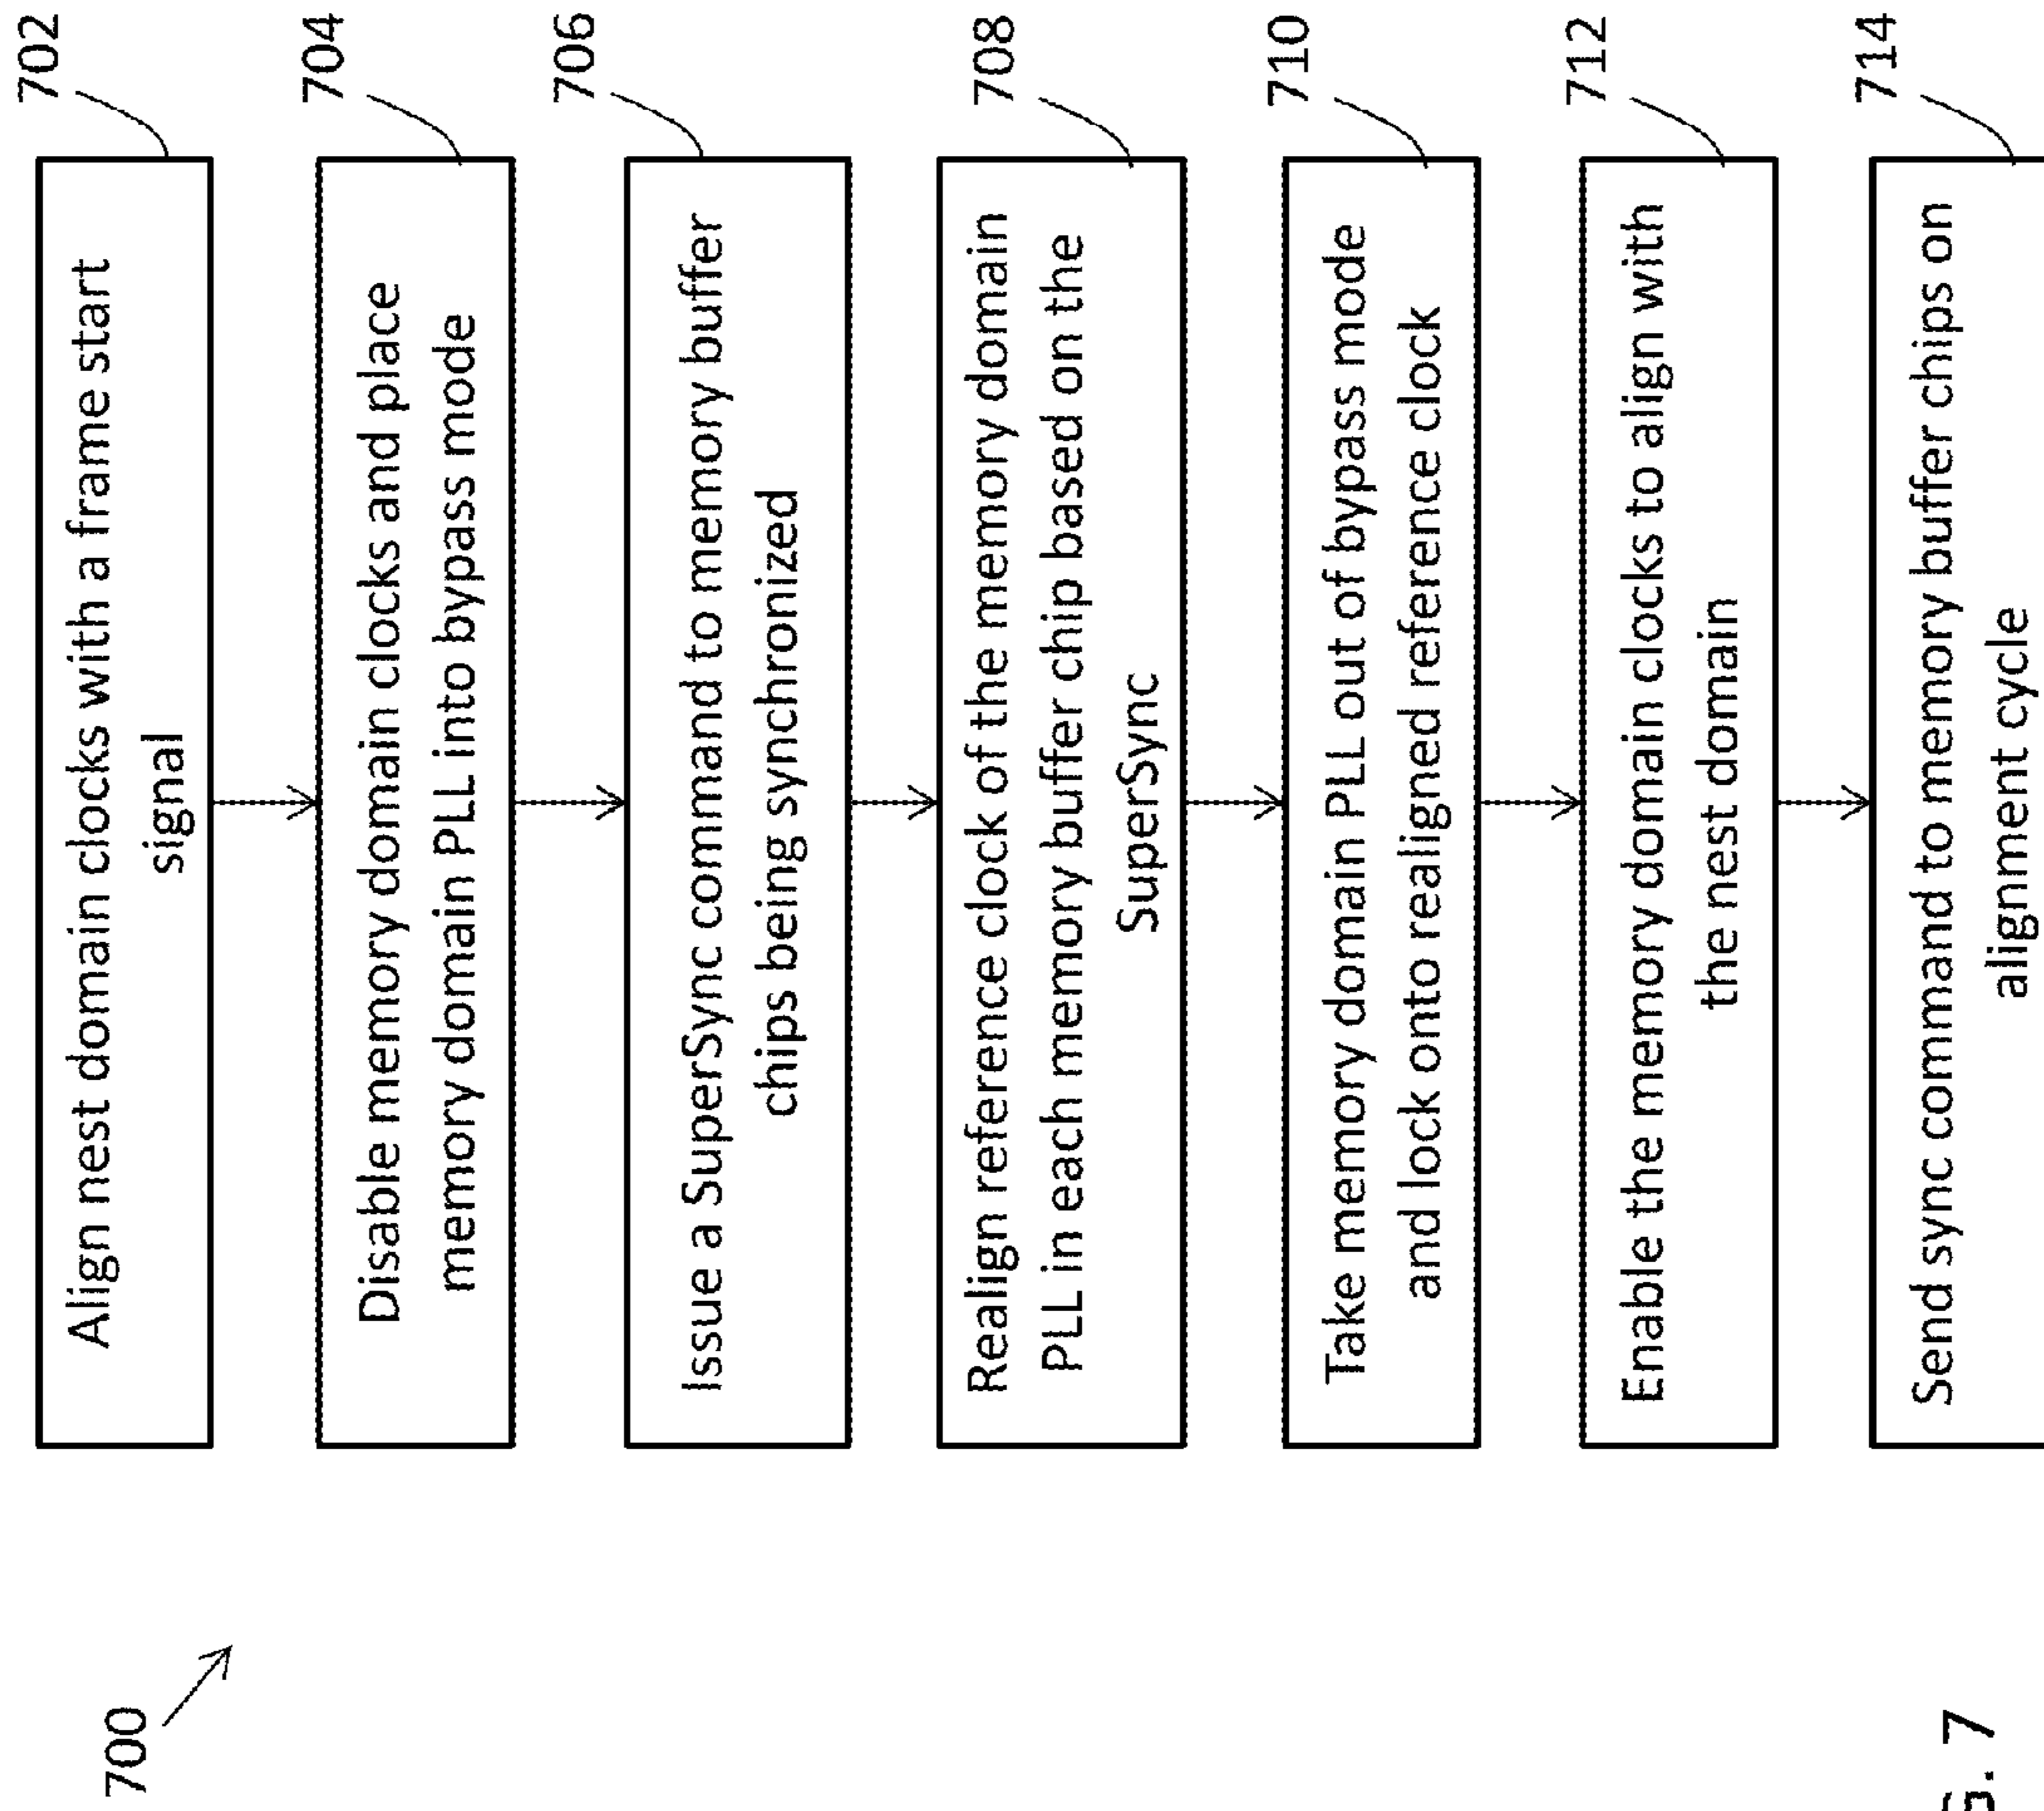 700
Align nest domain clocks with a frame start
signal
702
Disable memory domain clocks and place
memory domain PLL into bypass mode
704
Issue a SuperSync command to memory buffer
chips being synchronized
706
Realign reference clock of the memory domain
PLL in each memory buffer chip based on the
SuperSync
708
Take memory domain PLL out of bypass mode
and lock onto realigned reference clock
710
Enable the memory domain clocks to align with
the nest domain
712
Send sync command to memory buffer chips on
alignment cycle
714
7